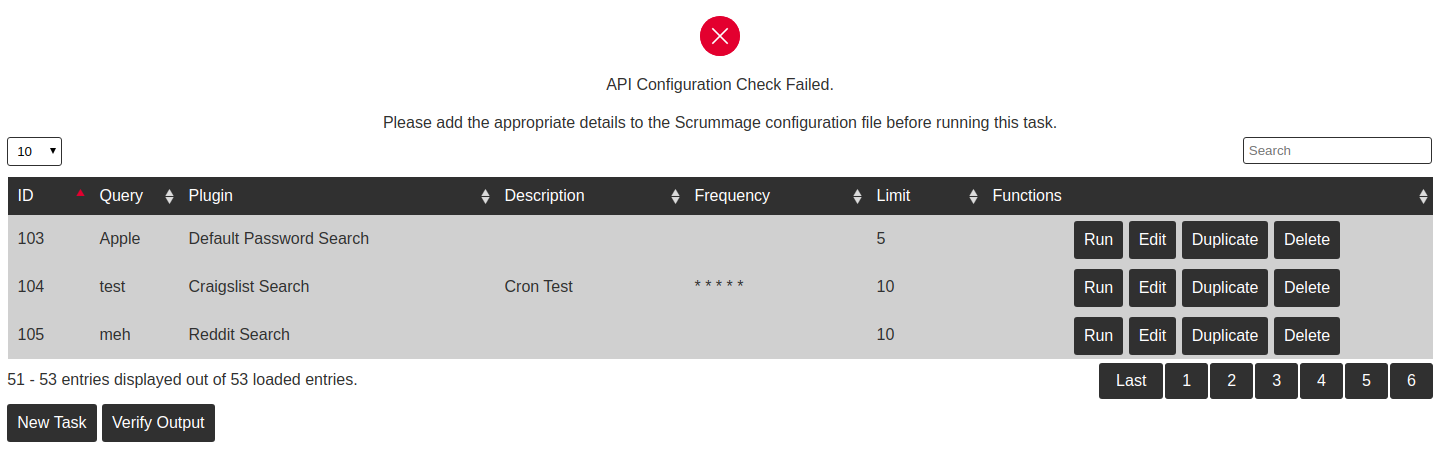 API Configuration Check Failed.
Please add the appropriate details to the Scrummage configuration file before running this task.
10 Search
ID Query Plugin Description Frequency Limit Functions
103 Apple Default Password Search 5 Run Edit Duplicate Delete
104 test Craigslist Search Cron Test * * * * * 10 Run Edit Duplicate Delete
105 meh Reddit Search 10 Run Edit Duplicate Delete
51 - 53 entries displayed out of 53 loaded entries. Last 1 2 3 4 5 6
New Task Verify Output